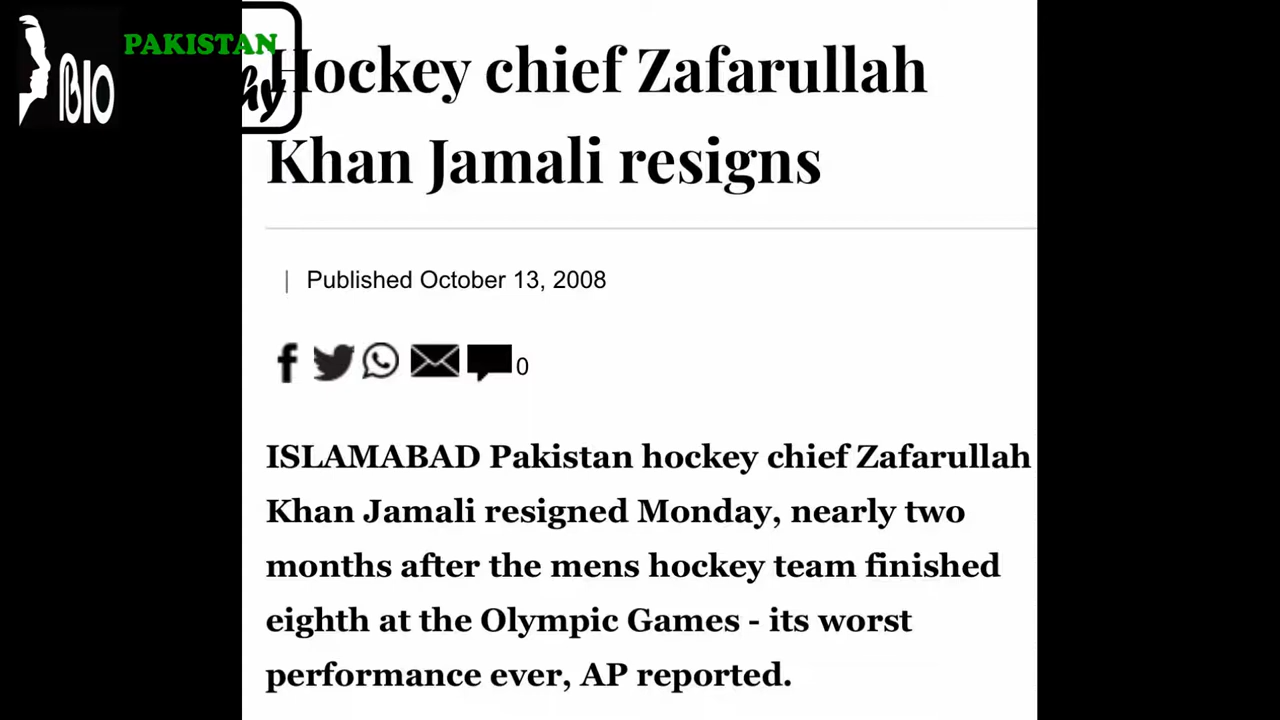 PAKISTAN
BIO
hy
Hockey chief Zafarullah
Khan Jamali resigns
| Published October 13, 2008
0
ISLAMABAD Pakistan hockey chief Zafarullah
Khan Jamali resigned Monday, nearly two
months after the mens hockey team finished
eighth at the Olympic Games - its worst
performance ever, AP reported.